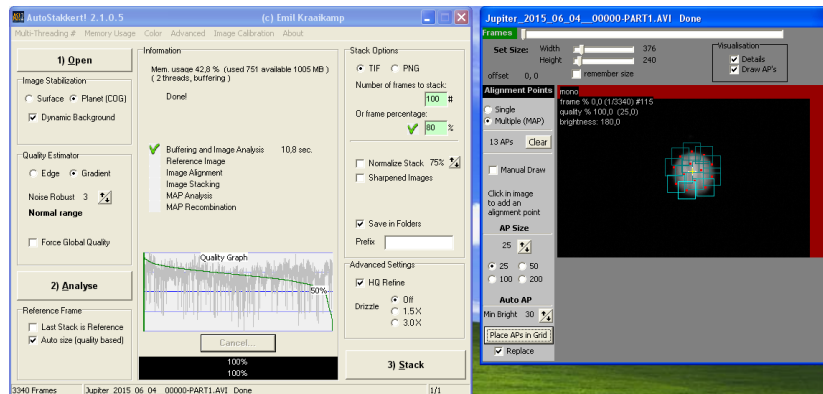 AutoStakkert! 2.1.0.5 (c) Emil Kraaikamp
Multi-Threading # Memory Usage Color Advanced Image Calibration About
1) Open
Image Stabilization
Surface Planet (COG)
Dynamic Background
Quality Estimator
Edge Gradient
Noise Robust 3
Normal range
Force Global Quality
2) Analyse
Reference Frame
Last Stack is Reference
Auto size (quality based)
3340 Frames Jupiter_2015_06_04__00000-PART1.AVI Done 1/1
Information
Mem. usage 42,8 % (used 751 available 1005 MB )
( 2 threads, buffering )
Done!
Buffering and Image Analysis 10,8 sec.
Reference Image
Image Alignment
Image Stacking
MAP Analysis
MAP Recombination
Quality Graph
50%
Cancel...
100%
100%
Stack Options
TIF PNG
Number of frames to stack:
100 #
Or frame percentage:
80 %
Normalize Stack 75%
Sharpened Images
Save in Folders
Prefix
Advanced Settings
HQ Refine
Drizzle Off
1.5 X
3.0 X
3) Stack
Jupiter_2015_06_04__00000-PART1.AVI Done
Frames
Set Size: Width 376
Height 240
offset 0, 0 remember size
Visualisation
Details
Draw AP's
Alignment Points
Single
Multiple (MAP)
13 APs Clear
Manual Draw
Click in image
to add an
alignment point
AP Size
25
25 50
100 200
Auto AP
Min Bright 30
Place APs in Grid
Replace
mono
frame % 0,0 (1/3340) #115
quality % 100,0 (25,0)
brightness: 180,0